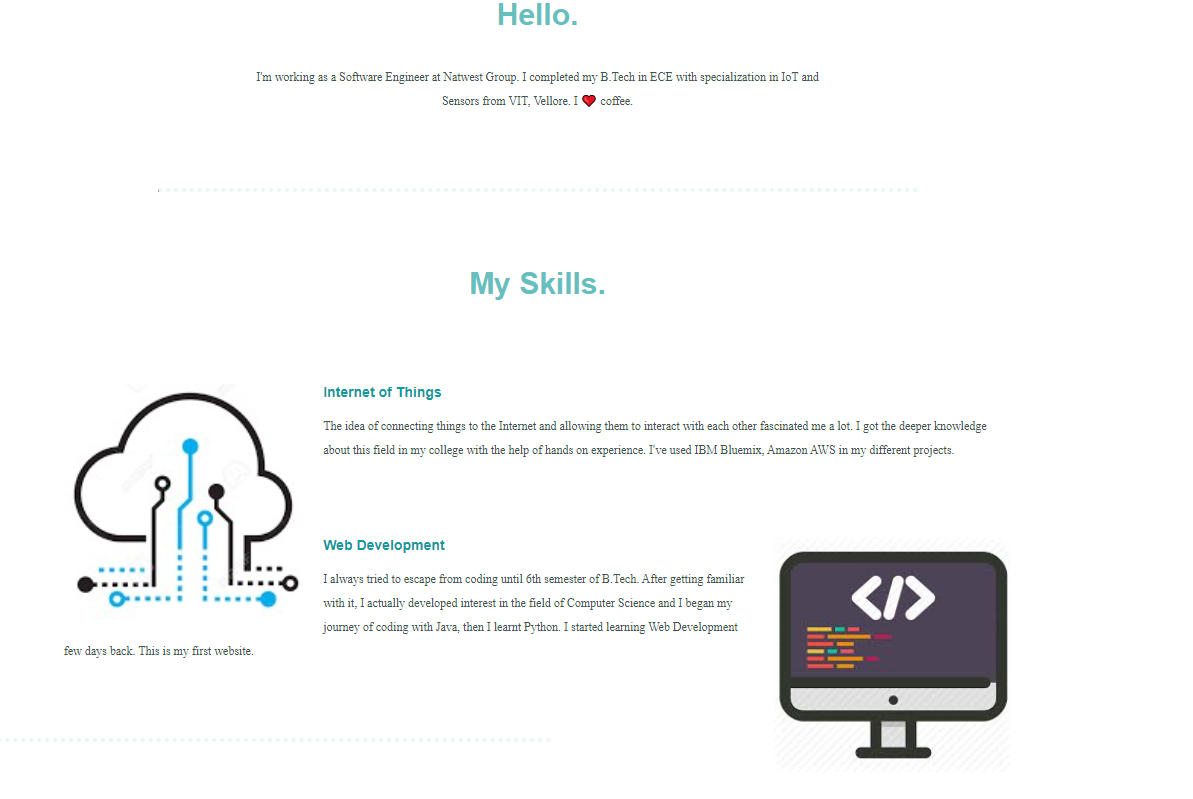 Hello.
I'm working as a Software Engineer at Natwest Group. I completed my B.Tech in ECE with specialization in IoT and
Sensors from VIT, Vellore. I ❤ coffee.
My Skills.
Internet of Things
The idea of connecting things to the Internet and allowing them to interact with each other fascinated me a lot. I got the deeper knowledge
about this field in my college with the help of hands on experience. I've used IBM Bluemix, Amazon AWS in my different projects.
Web Development
I always tried to escape from coding until 6th semester of B.Tech. After getting familiar
with it, I actually developed interest in the field of Computer Science and I began my
journey of coding with Java, then I learnt Python. I started learning Web Development
few days back. This is my first website.
</>